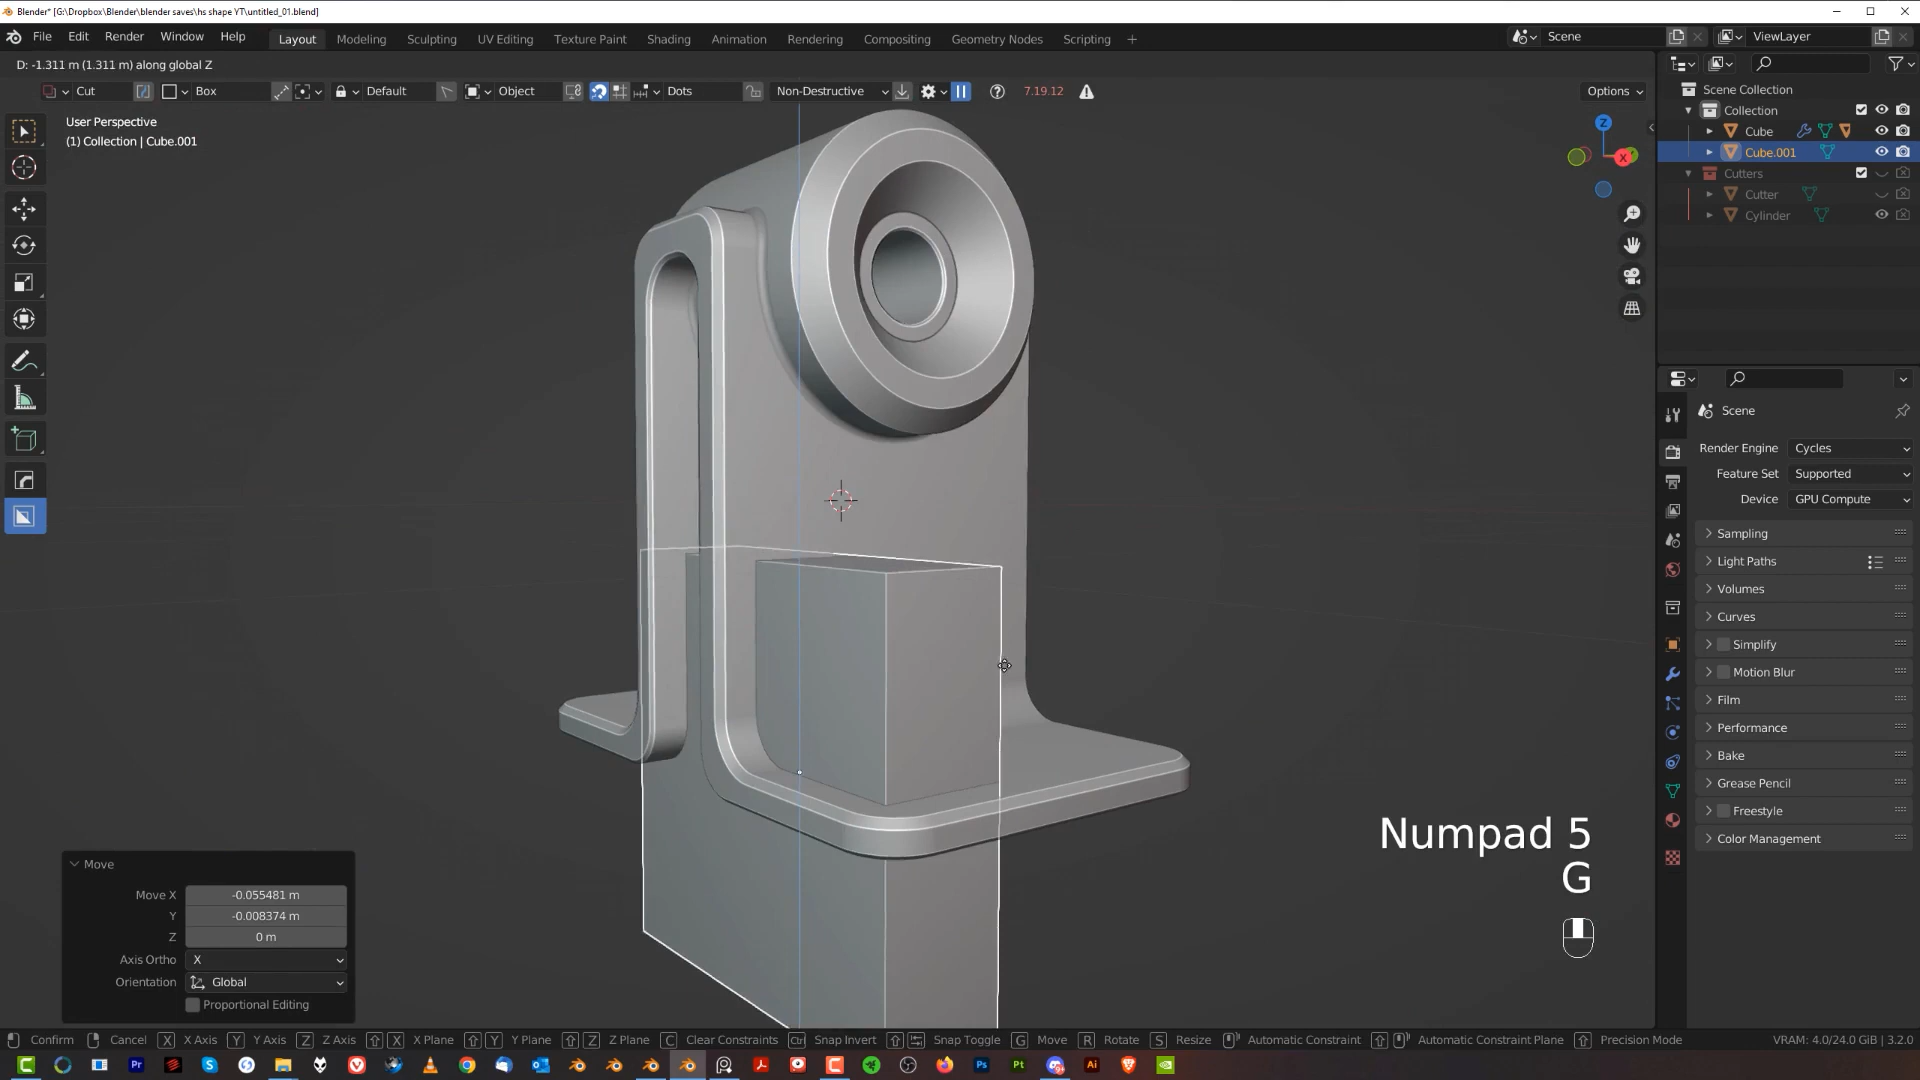 Blender* [G:\Dropbox\Blender\blender saves\hs shape YT\untitled_01.blend]
File Edit Render Window Help Layout Modeling Sculpting UV Editing Texture Paint Shading Animation Rendering Compositing Geometry Nodes Scripting + Scene ViewLayer
D: -1.311 m (1.311 m) along global Z
Cut Box Default Object Dots Non-Destructive 7.19.12 Options
User Perspective
(1) Collection | Cube.001
Z
X
Scene Collection
Collection
Cube
Cube.001
Cutters
Cutter
Cylinder
Scene
Render Engine Cycles
Feature Set Supported
Device GPU Compute
Sampling
Light Paths
Volumes
Curves
Simplify
Motion Blur
Film
Performance
Bake
Grease Pencil
Freestyle
Color Management
Numpad 5
G
Move
Move X -0.055481 m
Y -0.008374 m
Z 0 m
Axis Ortho X
Orientation Global
Proportional Editing
Confirm Cancel X X Axis Y Y Axis Z Z Axis X X Plane Y Y Plane Z Z Plane C Clear Constraints Ctrl Snap Invert Snap Toggle G Move R Rotate S Resize Automatic Constraint Automatic Constraint Plane Precision Mode VRAM: 4.0/24.0 GiB | 3.2.0
Pr S Ps Pt Ai